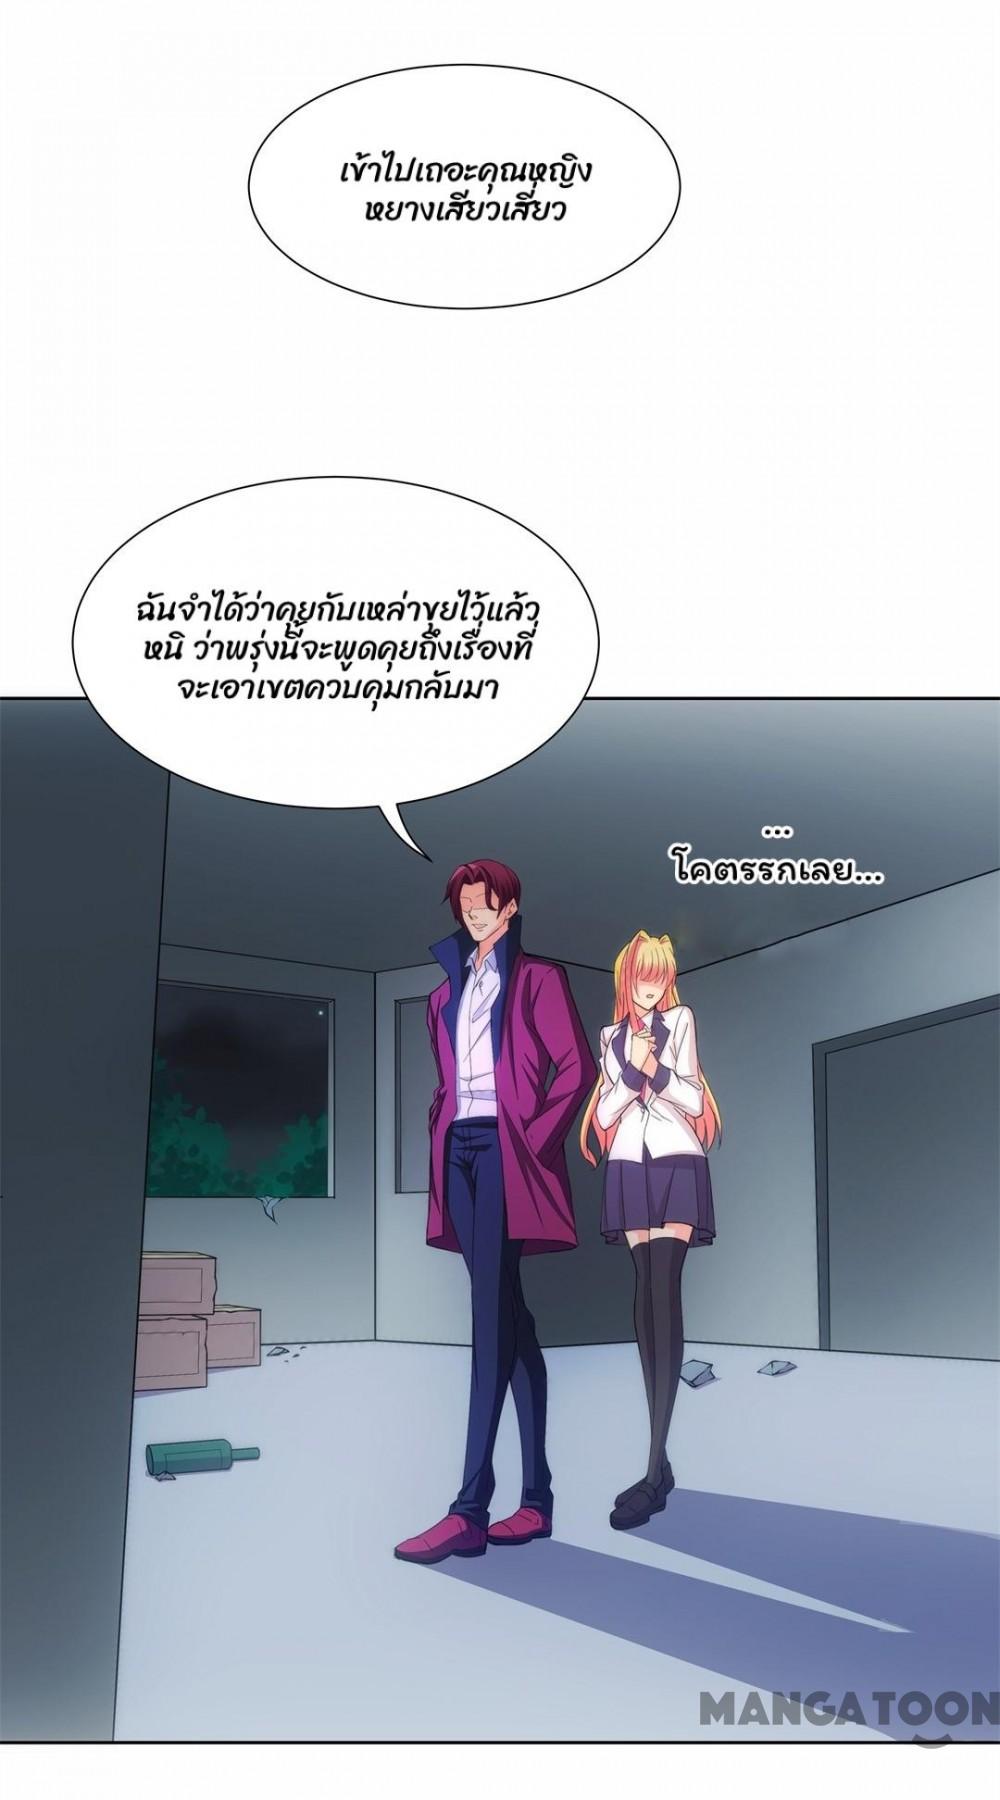 เข้าไปเถอะคุณหญิง
หยางเสียวเสี่ยว
ฉันจำได้ว่าคุยกับเหล่าขุยไว้แล้ว
หนิ ว่าพรุ่งนี้จะพูดคุยถึงเรื่องที่
จะเอาเขตควบคุมกลับมา
...
โคตรรกเลย...
MANGATOON